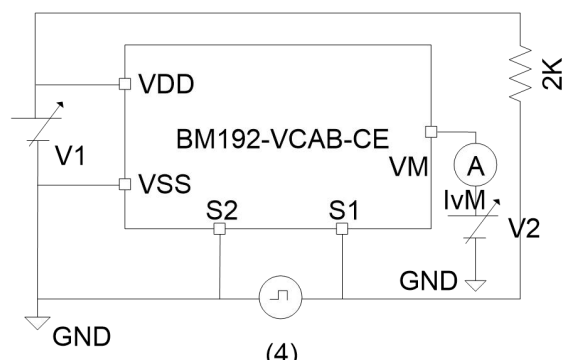 VDD
2K
BM192-VCAB-CE
V1
VM
A
VSS
IvM
S2
S1
V2
GND
GND
(4)